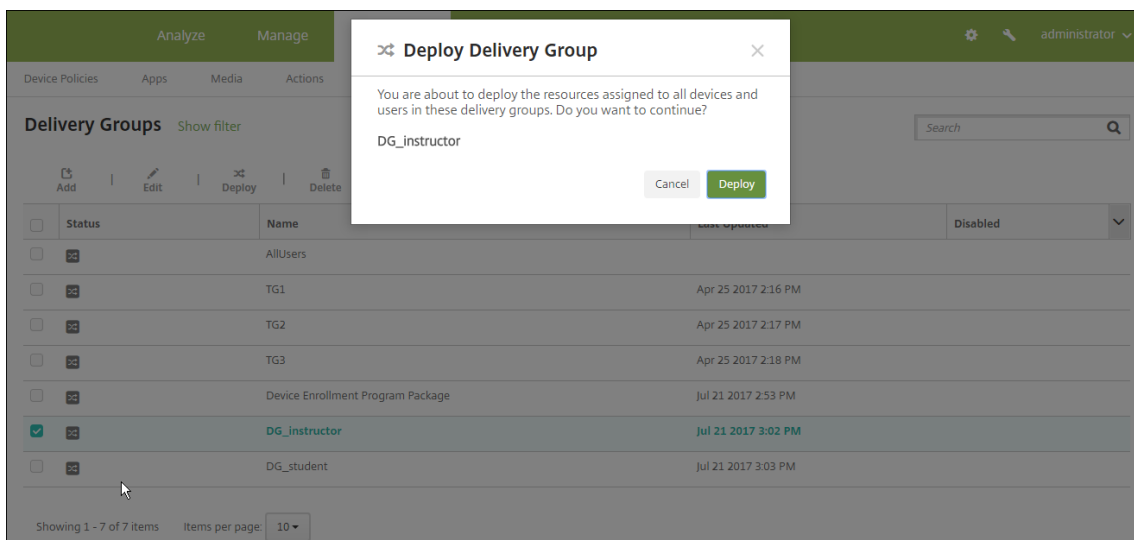 Analyze Manage administrator
Deploy Delivery Group
Device Policies Apps Media Actions
You are about to deploy the resources assigned to all devices and
users in these delivery groups. Do you want to continue?
DG_instructor
Cancel Deploy
Delivery Groups Show filter Search
Add | Edit | Deploy | Delete
Status Name Last Updated Disabled
AllUsers
TG1 Apr 25 2017 2:16 PM
TG2 Apr 25 2017 2:17 PM
TG3 Apr 25 2017 2:18 PM
Device Enrollment Program Package Jul 21 2017 2:53 PM
DG_instructor Jul 21 2017 3:02 PM
DG_student Jul 21 2017 3:03 PM
Showing 1 - 7 of 7 items Items per page: 10